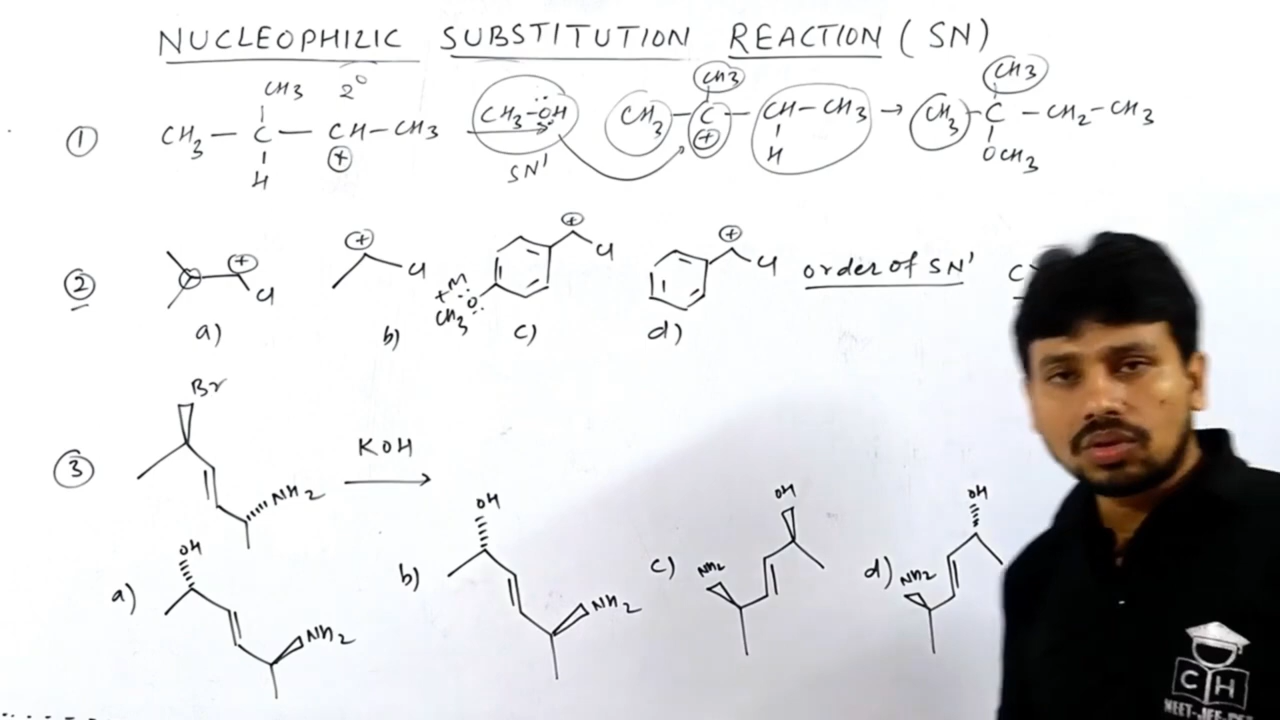 NUCLEOPHILIC SUBSTITUTION REACTION (SN)
CH3 2° CH3 CH3
① CH3 — C — CH—CH3 CH3-ÖH CH3 — C — CH—CH3 → CH3 — C — CH2—CH3
H ⊕ SN1 ⊕ H OCH3
② ⊕ Cl ⊕ Cl ⊕ Cl ⊕ Cl order of SN1 C>
+M
CH3 O
a) b) c) d)
Br
③ KOH
NH2
a) OH NH2
b) OH NH2
c) NH2 OH
d) NH2 OH
C H